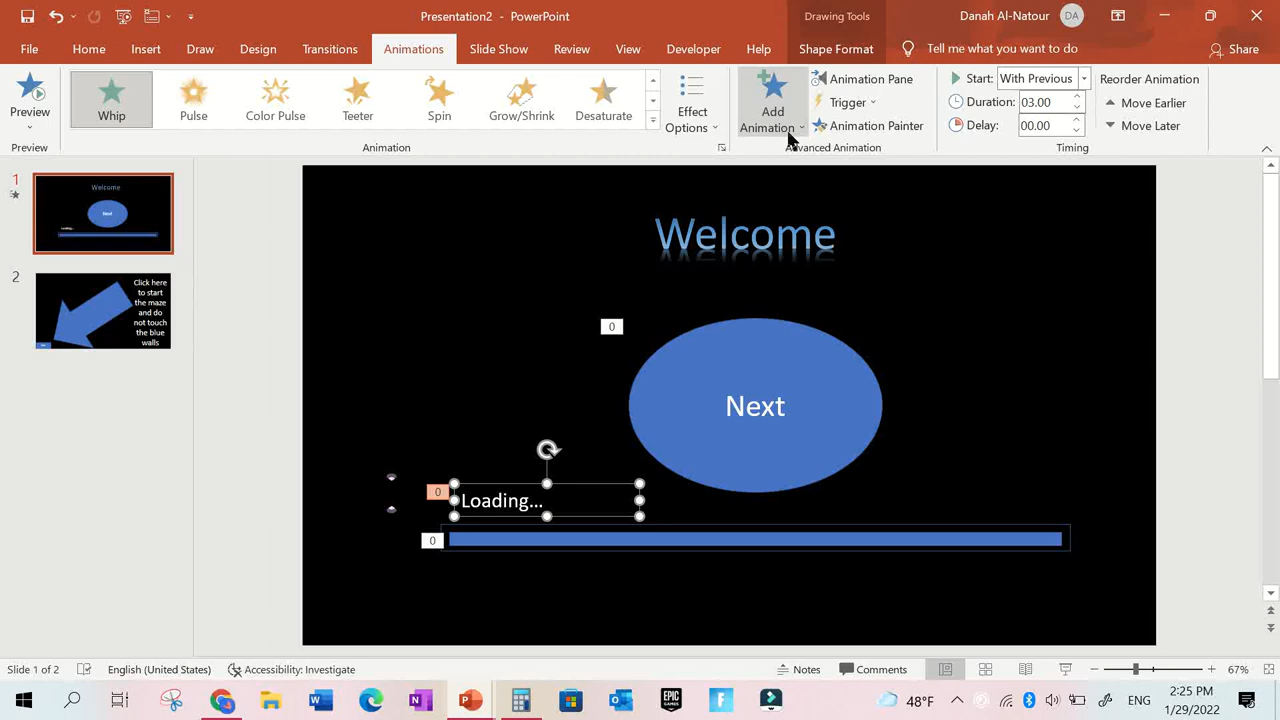 Presentation2 - PowerPoint
Drawing Tools
Danah Al-Natour
DA
File
Home
Insert
Draw
Design
Transitions
Animations
Slide Show
Review
View
Developer
Help
Shape Format
Tell me what you want to do
Share
Preview
Whip
Pulse
Color Pulse
Teeter
Spin
Grow/Shrink
Desaturate
Effect
Options
Add
Animation
Animation Pane
Trigger
Animation Painter
Start:
With Previous
Duration:
03.00
Delay:
00.00
Reorder Animation
Move Earlier
Move Later
Preview
Animation
Advanced Animation
Timing
1
Welcome
Next
Loading...
2
Click here
to start
the maze
and do
not touch
the blue
walls
Welcome
0
Next
0
Loading...
0
Slide 1 of 2
English (United States)
Accessibility: Investigate
Notes
Comments
67%
EPIC
GAMES
48°F
ENG
2:25 PM
1/29/2022